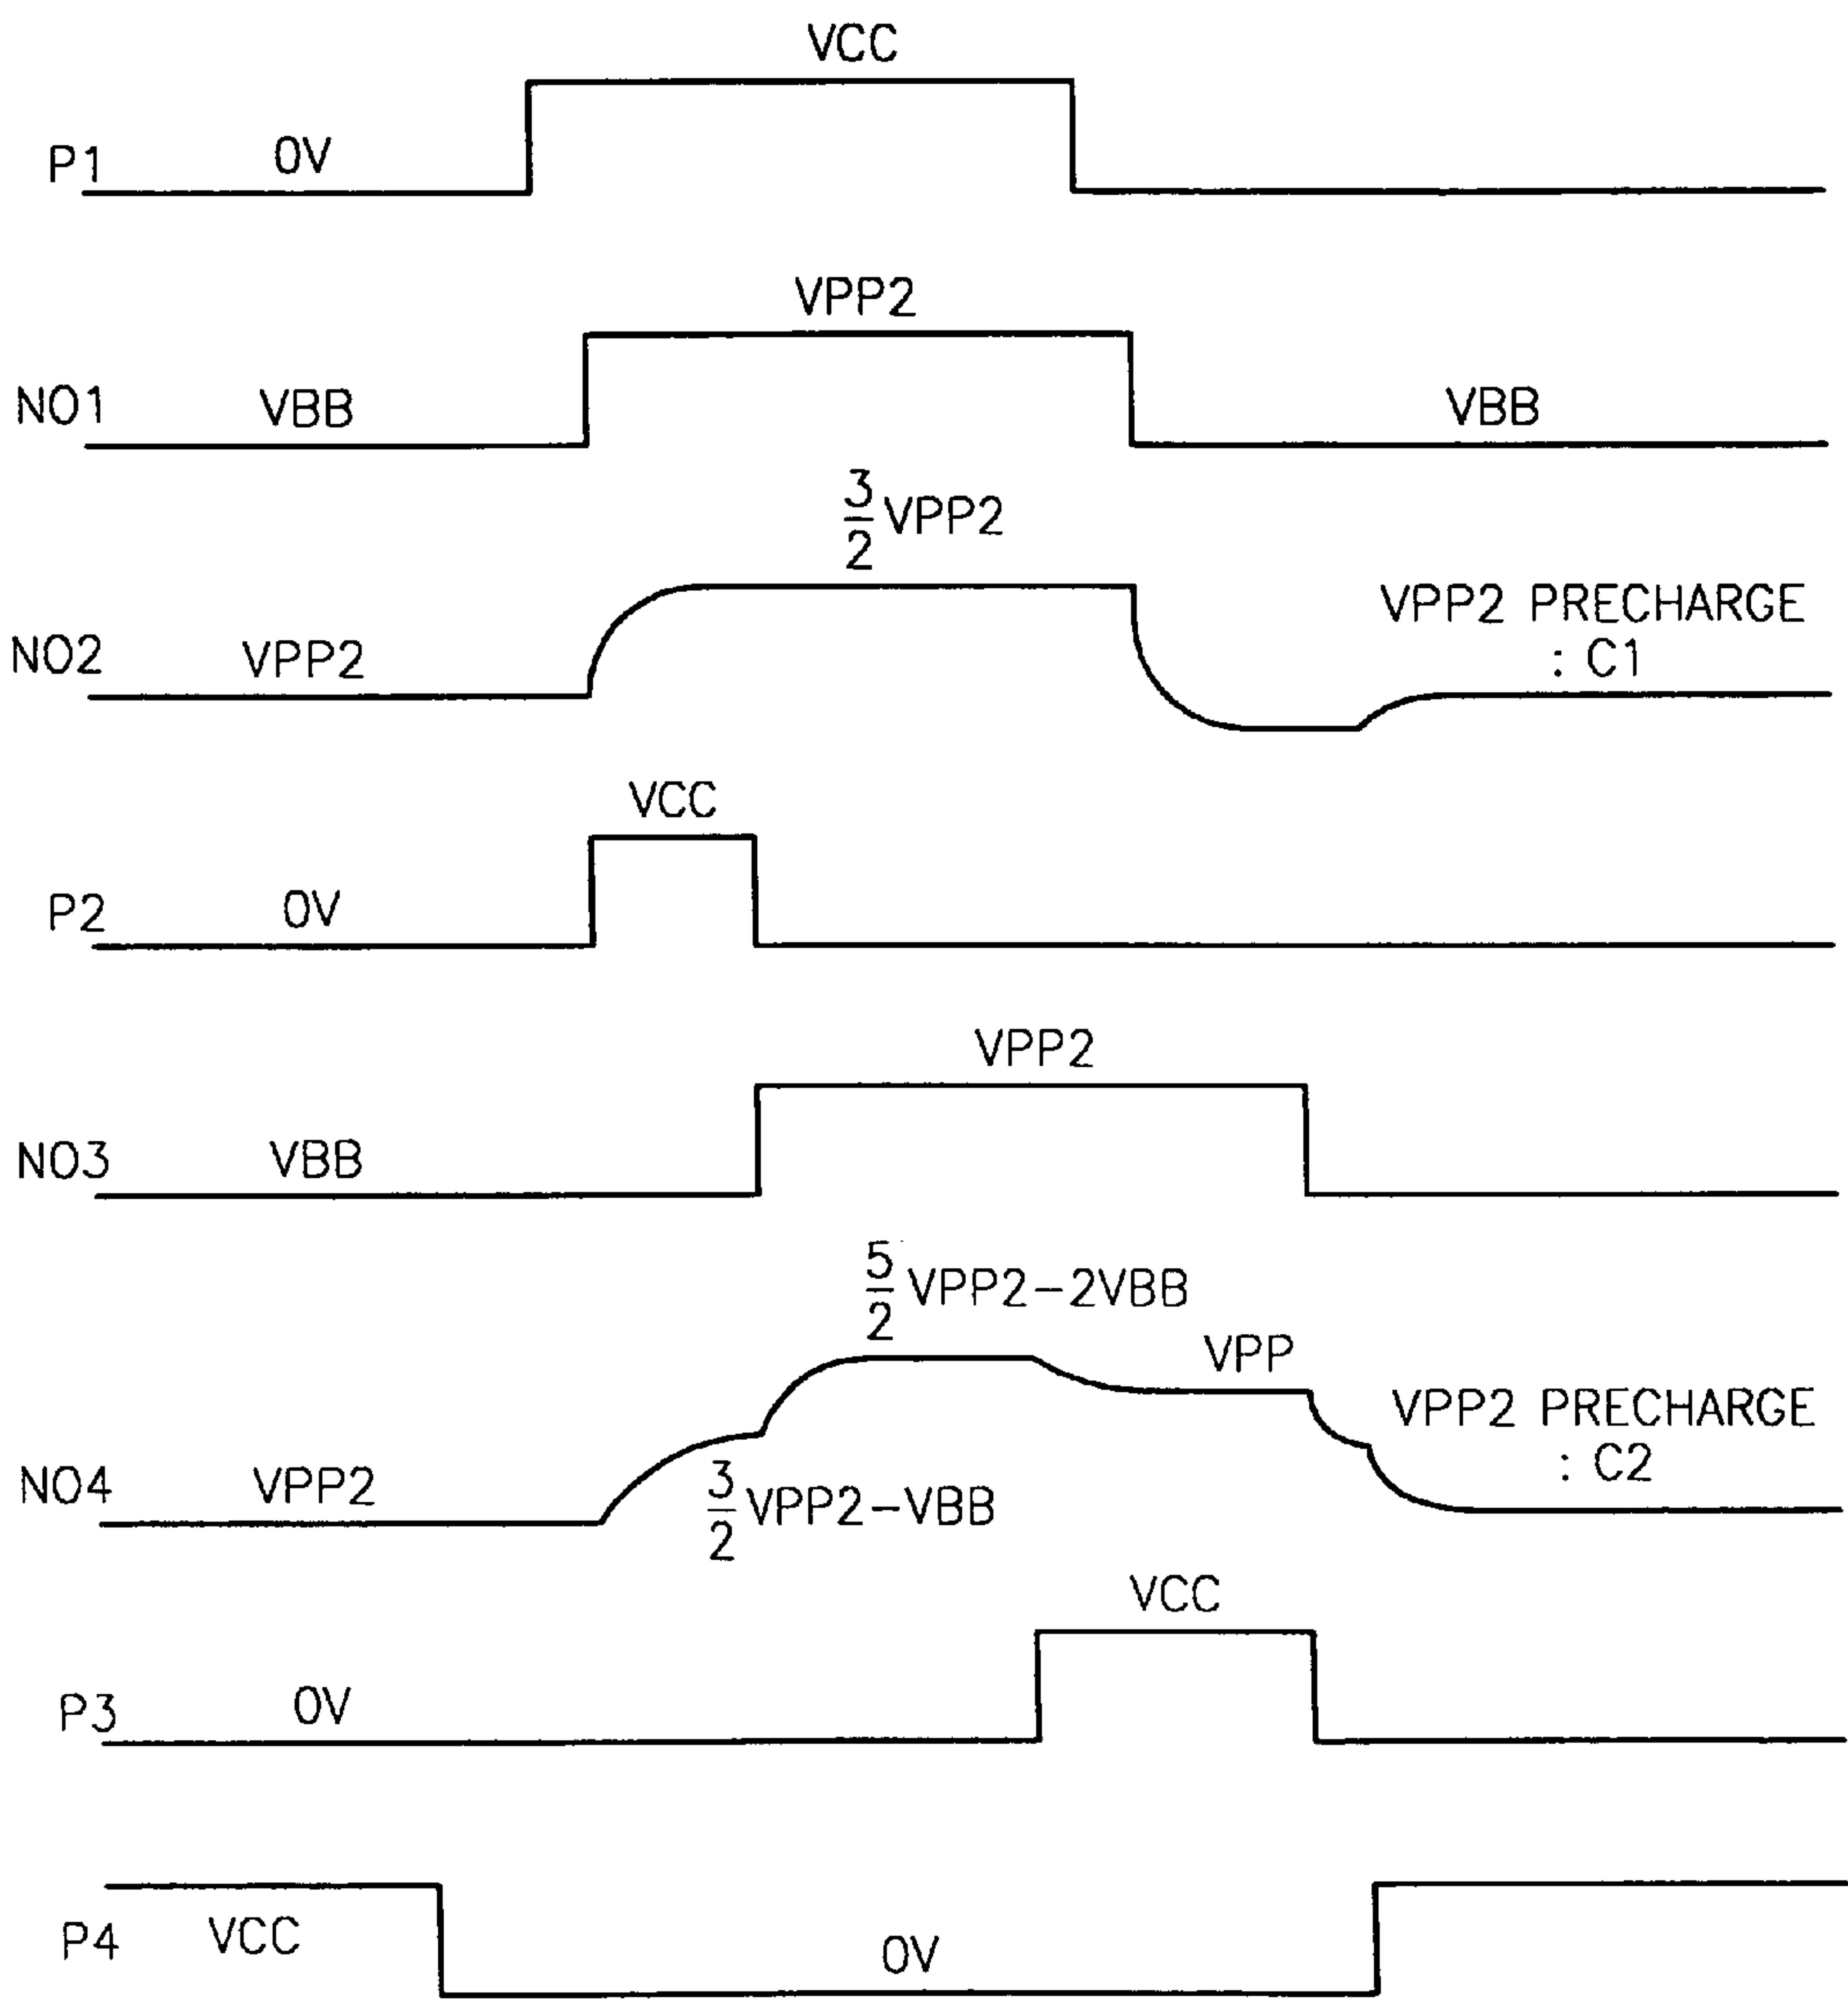 VCC
P1 0V
VPP2
NO1 VBB VBB
3/2 VPP2
NO2 VPP2 VPP2 PRECHARGE
: C1
VCC
P2 0V
VPP2
NO3 VBB
5/2 VPP2-2VBB
VPP
VPP2 PRECHARGE
: C2
NO4 VPP2
3/2 VPP2-VBB
VCC
P3 0V
P4 VCC 0V